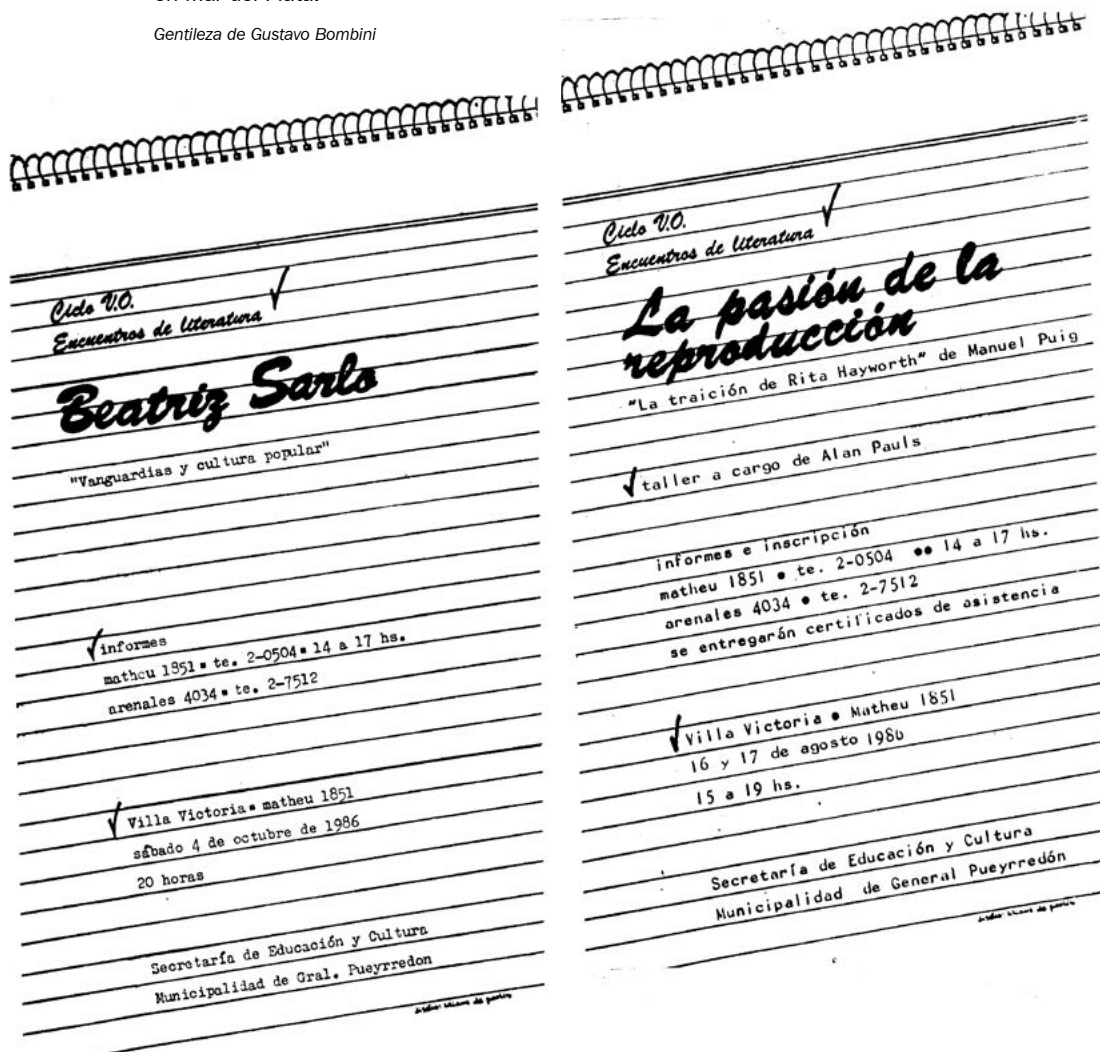 en Mar del Plata.
Gentileza de Gustavo Bombini
Ciclo V.O.
Encuentros de literatura
Beatriz Sarlo
"Vanguardias y cultura popular"
informes
matheu 1851 ▪ te. 2-0504 ▪ 14 a 17 hs.
arenales 4034 ▪ te. 2-7512
Villa Victoria ▪ matheu 1851
sábado 4 de octubre de 1986
20 horas
Secretaría de Educación y Cultura
Municipalidad de Gral. Pueyrredon
Ciclo V.O.
Encuentros de literatura
La pasión de la
reproducción
"La traición de Rita Hayworth" de Manuel Puig
taller a cargo de Alan Pauls
informes e inscripción
matheu 1851 • te. 2-0504 •• 14 a 17 hs.
arenales 4034 • te. 2-7512
se entregarán certificados de asistencia
Villa Victoria • Matheu 1851
16 y 17 de agosto 1986
15 a 19 hs.
Secretaría de Educación y Cultura
Municipalidad de General Pueyrredón